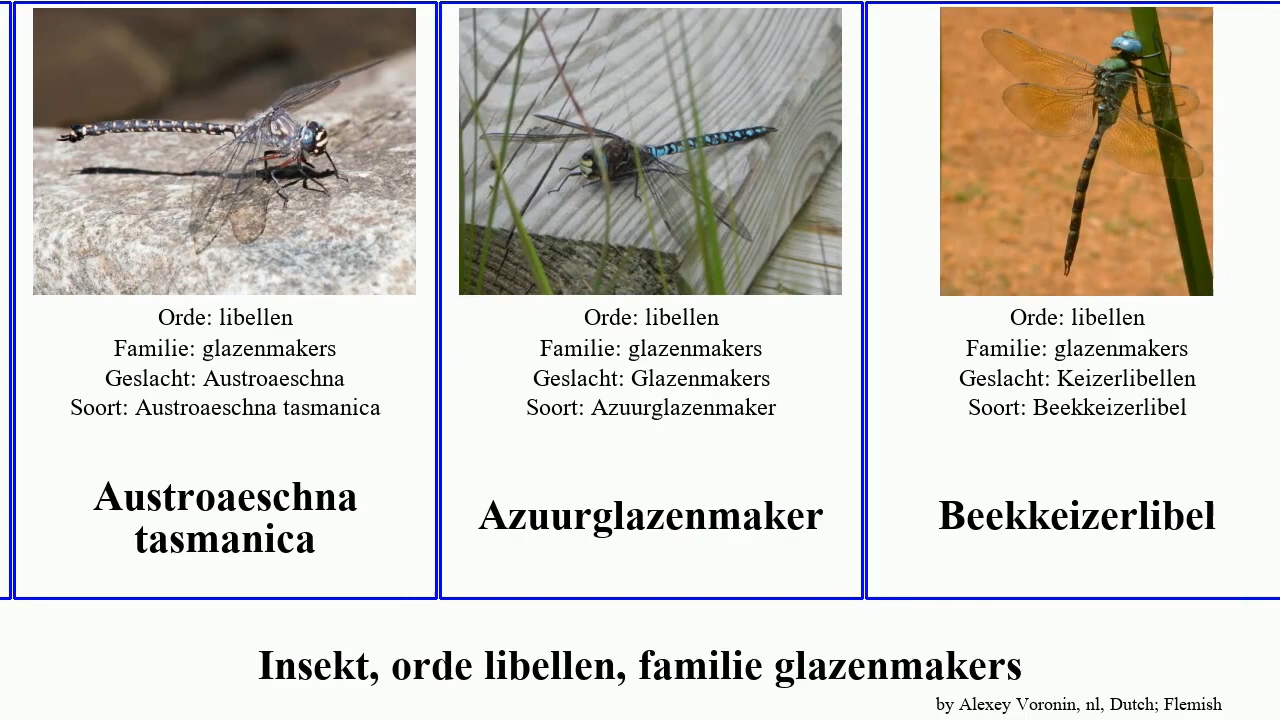 Orde: libellen
Familie: glazenmakers
Geslacht: Austroaeschna
Soort: Austroaeschna tasmanica
Austroaeschna
tasmanica
Orde: libellen
Familie: glazenmakers
Geslacht: Glazenmakers
Soort: Azuurglazenmaker
Azuurglazenmaker
Orde: libellen
Familie: glazenmakers
Geslacht: Keizerlibellen
Soort: Beekkeizerlibel
Beekkeizerlibel
Insekt, orde libellen, familie glazenmakers
by Alexey Voronin, nl, Dutch; Flemish